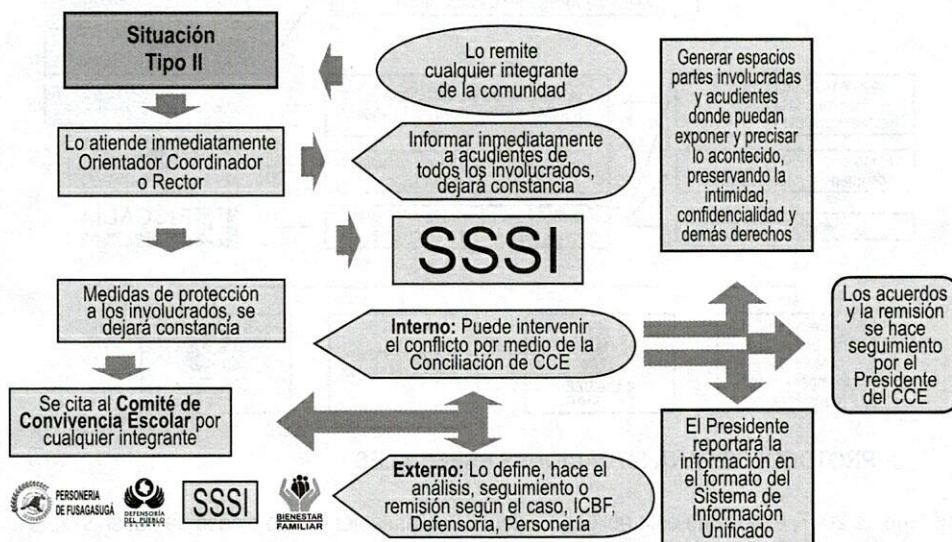 Situación
Tipo II
Lo remite
cualquier integrante
de la comunidad
Generar espacios
partes involucradas
y acudientes
donde puedan
exponer y precisar
lo acontecido,
preservando la
intimidad,
confidencialidad y
demás derechos
Lo atiende inmediatamente
Orientador Coordinador
o Rector
Informar inmediatamente
a acudientes de
todos los involucrados,
dejará constancia
SSSI
Medidas de protección
a los involucrados, se
dejará constancia
Interno: Puede intervenir
el conflicto por medio de la
Conciliación de CCE
Los acuerdos
y la remisión
se hace
seguimiento
por el
Presidente
del CCE
Se cita al Comité de
Convivencia Escolar por
cualquier integrante
Externo: Lo define, hace el
análisis, seguimiento o
remisión según el caso, ICBF,
Defensoría, Personería
El Presidente
reportará la
información en
el formato del
Sistema de
Información
Unificado
PERSONERIA
DE FUSAGASUGÁ
DEFENSORÍA
DEL PUEBLO
COLOMBIA
SSSI
BIENESTAR
FAMILIAR